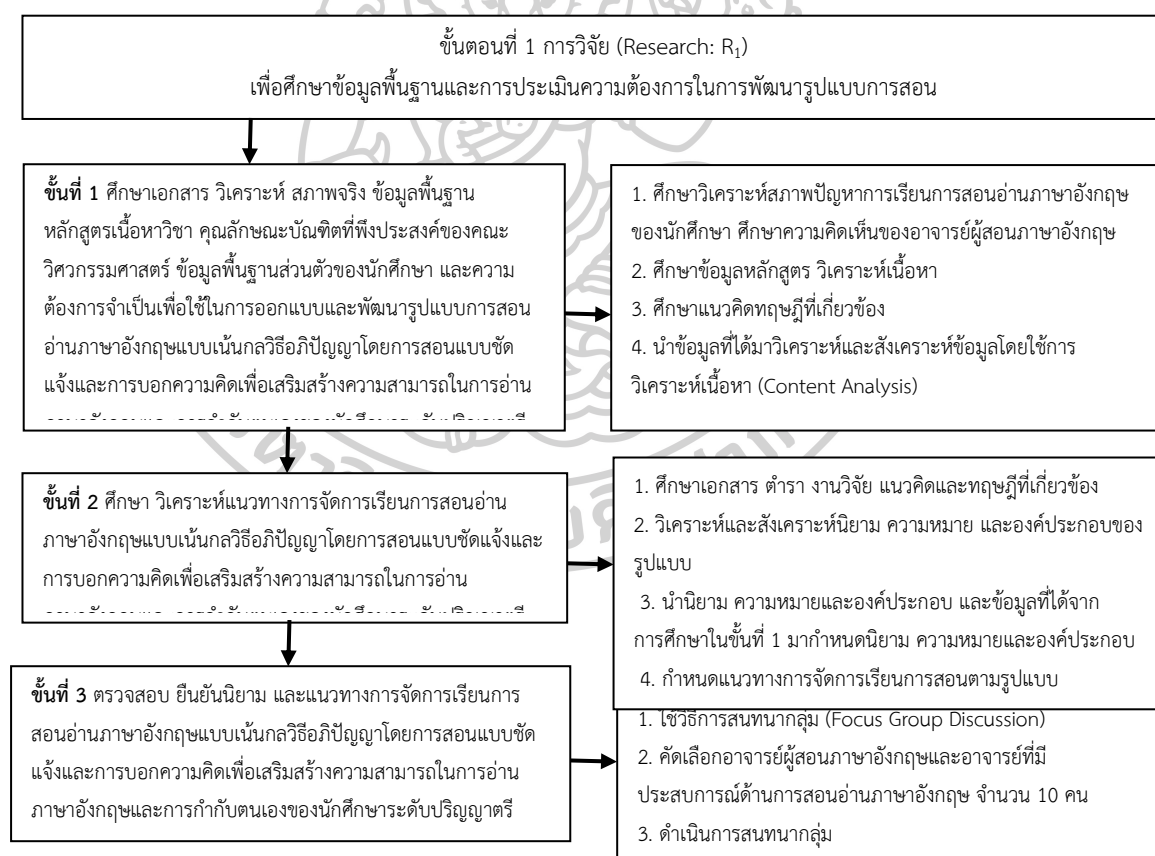 ขั้นตอนที่ 1 การวิจัย (Research: R₁)
เพื่อศึกษาข้อมูลพื้นฐานและการประเมินความต้องการในการพัฒนารูปแบบการสอน
ขั้นที่ 1 ศึกษาเอกสาร วิเคราะห์ สภาพจริง ข้อมูลพื้นฐาน
หลักสูตรเนื้อหาวิชา คุณลักษณะบัณฑิตที่พึงประสงค์ของคณะ
วิศวกรรมศาสตร์ ข้อมูลพื้นฐานส่วนตัวของนักศึกษา และความ
ต้องการจำเป็นเพื่อใช้ในการออกแบบและพัฒนารูปแบบการสอน
อ่านภาษาอังกฤษแบบเน้นกลวิธีอภิปัญญาโดยการสอนแบบชัด
แจ้งและการบอกความคิดเพื่อเสริมสร้างความสามารถในการอ่าน
1. ศึกษาวิเคราะห์สภาพปัญหาการเรียนการสอนอ่านภาษาอังกฤษ
ของนักศึกษา ศึกษาความคิดเห็นของอาจารย์ผู้สอนภาษาอังกฤษ
2. ศึกษาข้อมูลหลักสูตร วิเคราะห์เนื้อหา
3. ศึกษาแนวคิดทฤษฎีที่เกี่ยวข้อง
4. นำข้อมูลที่ได้มาวิเคราะห์และสังเคราะห์ข้อมูลโดยใช้การ
วิเคราะห์เนื้อหา (Content Analysis)
ขั้นที่ 2 ศึกษา วิเคราะห์แนวทางการจัดการเรียนการสอนอ่าน
ภาษาอังกฤษแบบเน้นกลวิธีอภิปัญญาโดยการสอนแบบชัดแจ้งและ
การบอกความคิดเพื่อเสริมสร้างความสามารถในการอ่าน
1. ศึกษาเอกสาร ตำรา งานวิจัย แนวคิดและทฤษฎีที่เกี่ยวข้อง
2. วิเคราะห์และสังเคราะห์นิยาม ความหมาย และองค์ประกอบของ
รูปแบบ
3. นำนิยาม ความหมายและองค์ประกอบ และข้อมูลที่ได้จาก
การศึกษาในขั้นที่ 1 มากำหนดนิยาม ความหมายและองค์ประกอบ
4. กำหนดแนวทางการจัดการเรียนการสอนตามรูปแบบ
ขั้นที่ 3 ตรวจสอบ ยืนยันนิยาม และแนวทางการจัดการเรียนการ
สอนอ่านภาษาอังกฤษแบบเน้นกลวิธีอภิปัญญาโดยการสอนแบบชัด
แจ้งและการบอกความคิดเพื่อเสริมสร้างความสามารถในการอ่าน
ภาษาอังกฤษและการกำกับตนเองของนักศึกษาระดับปริญญาตรี
1. ใช้วิธีการสนทนากลุ่ม (Focus Group Discussion)
2. คัดเลือกอาจารย์ผู้สอนภาษาอังกฤษและอาจารย์ที่มี
ประสบการณ์ด้านการสอนอ่านภาษาอังกฤษ จำนวน 10 คน
3. ดำเนินการสนทนากลุ่ม